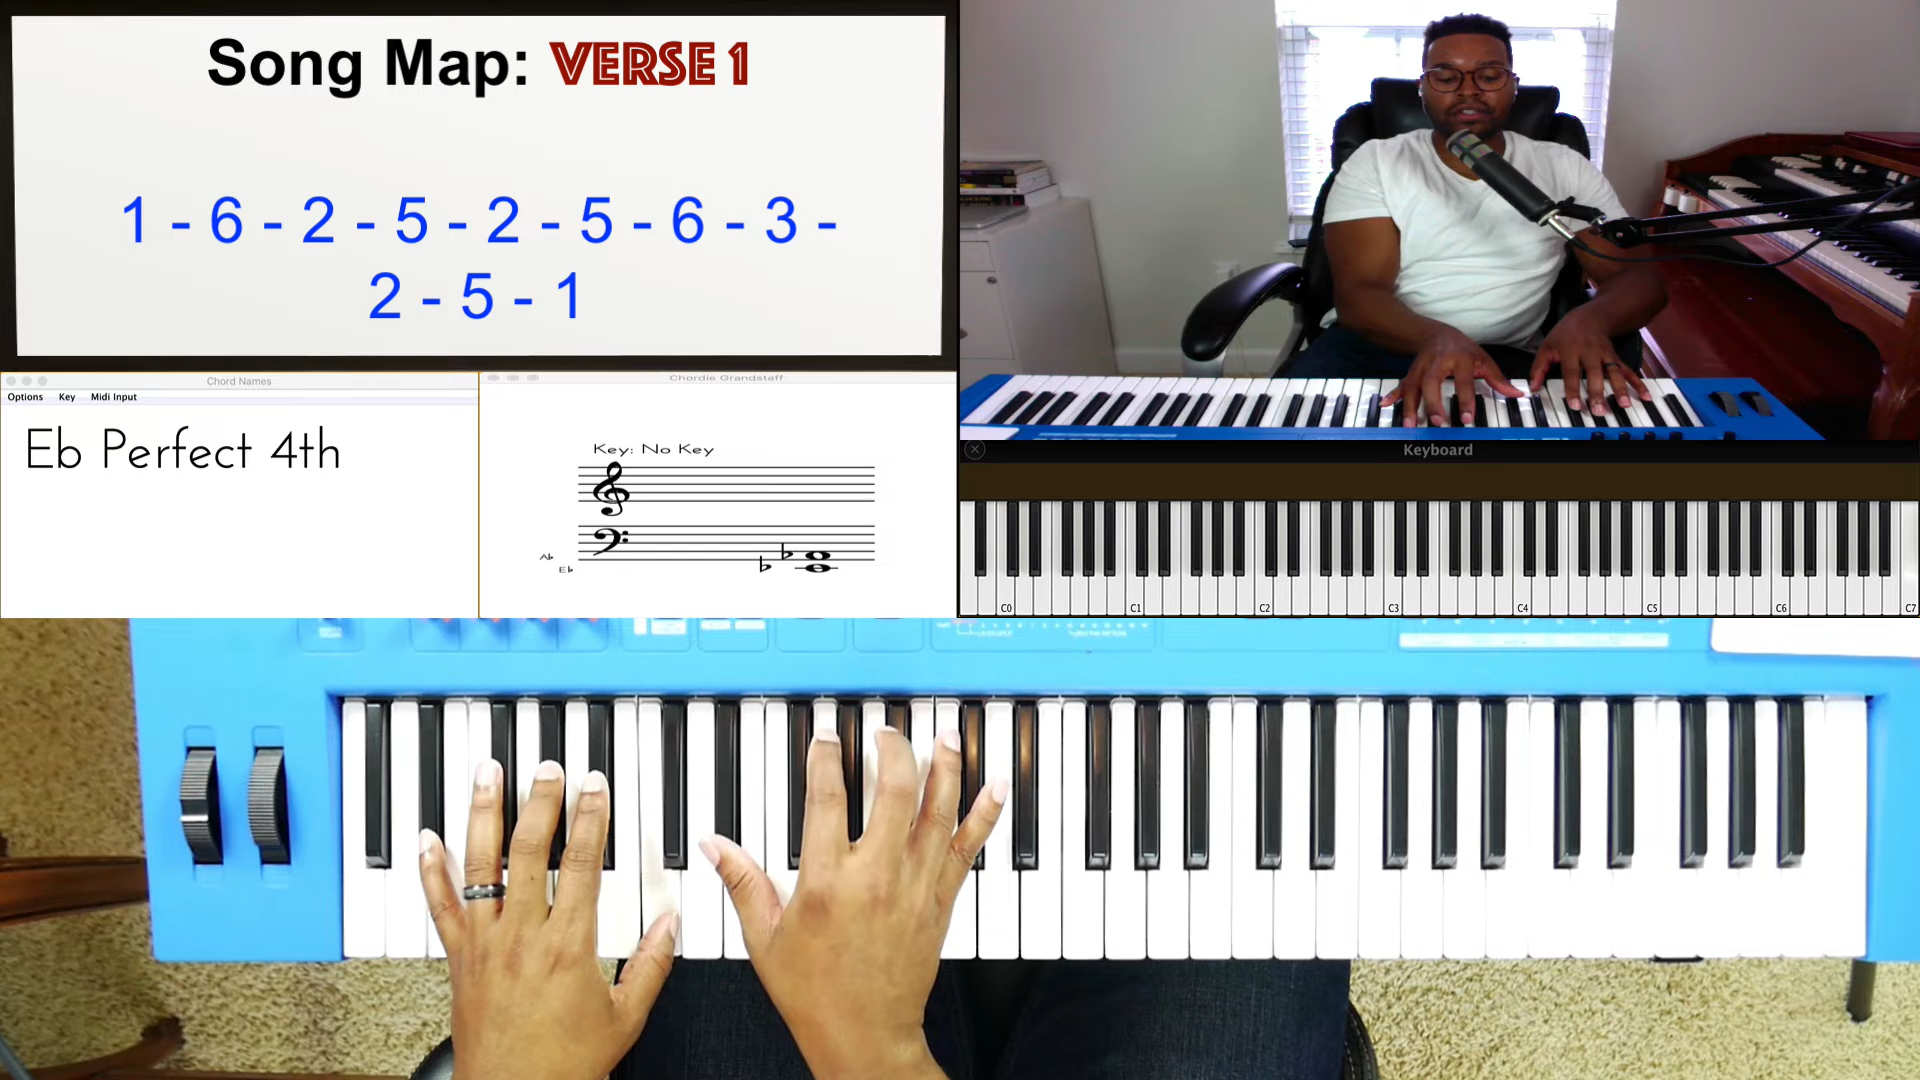 Song Map: VERSE 1
1 - 6 - 2 - 5 - 2 - 5 - 6 - 3 -
2 - 5 - 1
Chord Names
Options Key Midi Input
Eb Perfect 4th
Chordie Grandstaff
Key: No Key
Ab
Eb
Keyboard
C0 C1 C2 C3 C4 C5 C6 C7